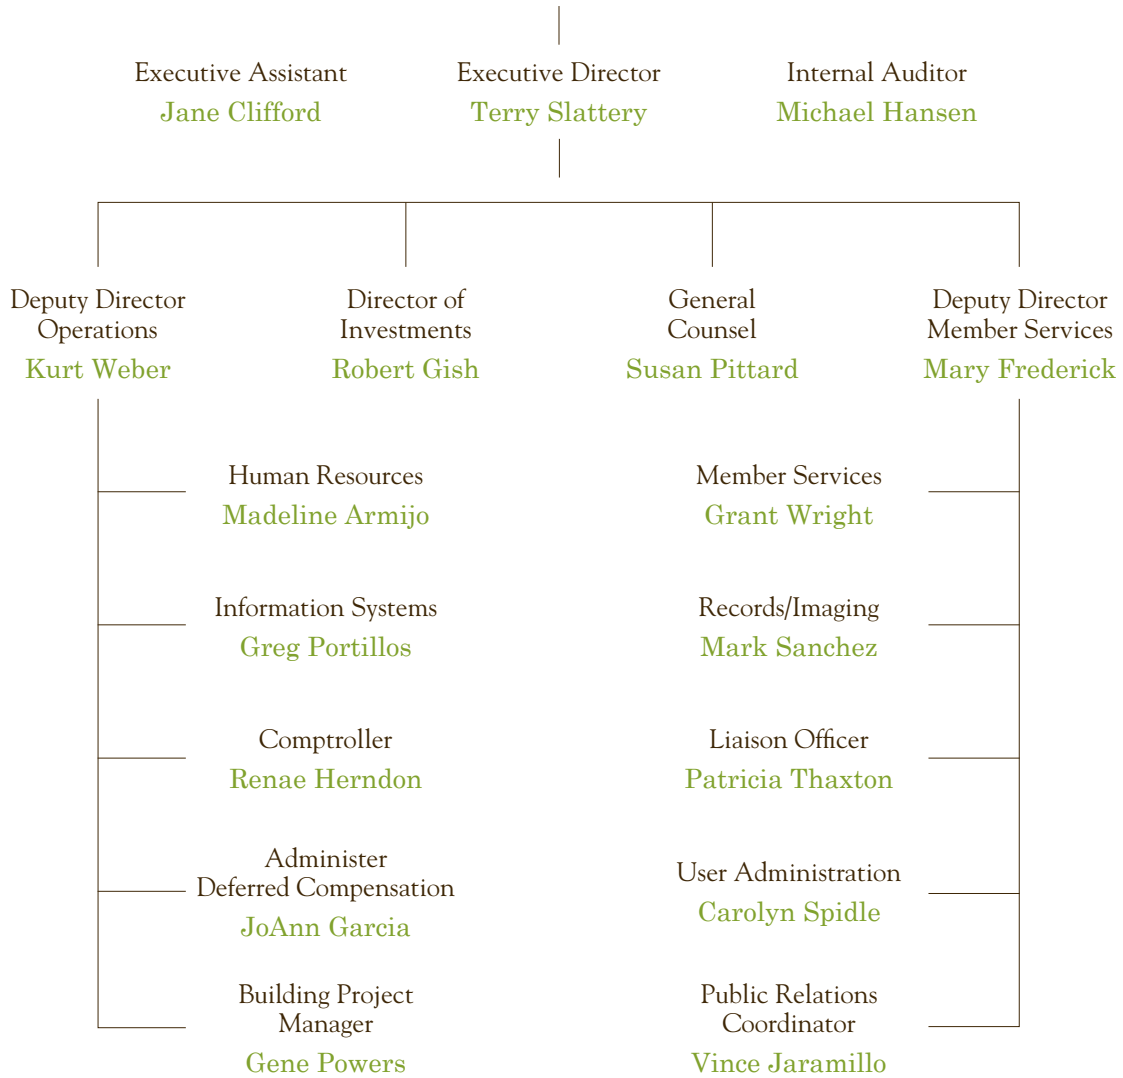 Executive Assistant
Jane Clifford
Executive Director
Terry Slattery
Internal Auditor
Michael Hansen
Deputy Director
Operations
Kurt Weber
Director of
Investments
Robert Gish
General
Counsel
Susan Pittard
Deputy Director
Member Services
Mary Frederick
Human Resources
Madeline Armijo
Information Systems
Greg Portillos
Comptroller
Renae Herndon
Administer
Deferred Compensation
JoAnn Garcia
Building Project
Manager
Gene Powers
Member Services
Grant Wright
Records/Imaging
Mark Sanchez
Liaison Officer
Patricia Thaxton
User Administration
Carolyn Spidle
Public Relations
Coordinator
Vince Jaramillo